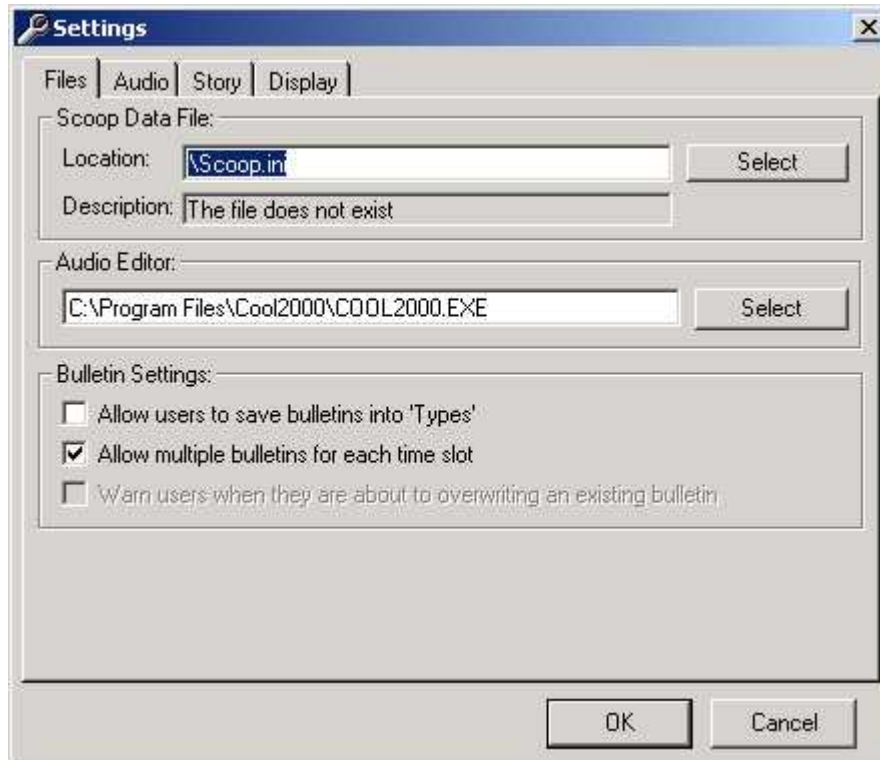 Settings
Files Audio Story Display
Scoop Data File:
Location: \Scoop.ini Select
Description: The file does not exist
Audio Editor:
C:\Program Files\Cool2000\COOL2000.EXE Select
Bulletin Settings:
Allow users to save bulletins into 'Types'
Allow multiple bulletins for each time slot
Warn users when they are about to overwriting an existing bulletin
OK Cancel